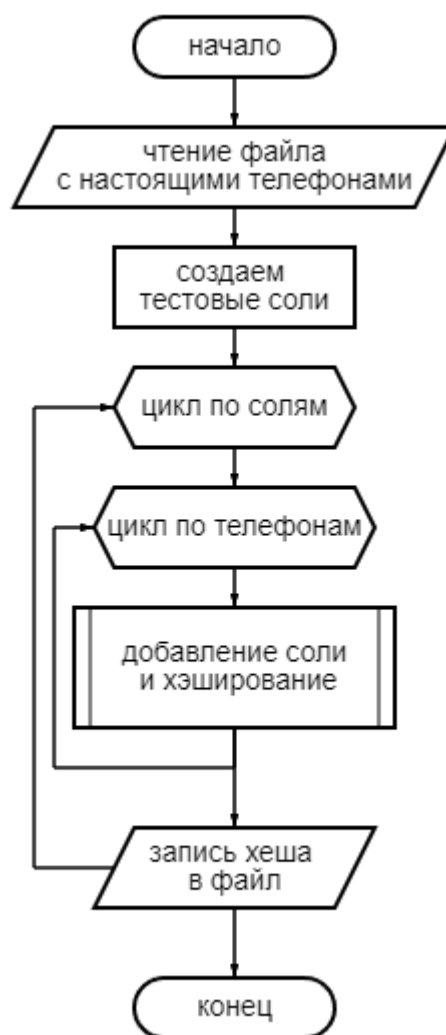 начало
чтение файла
с настоящими телефонами
создаем
тестовые соли
цикл по солям
цикл по телефонам
добавление соли
и хэширование
запись хеша
в файл
конец